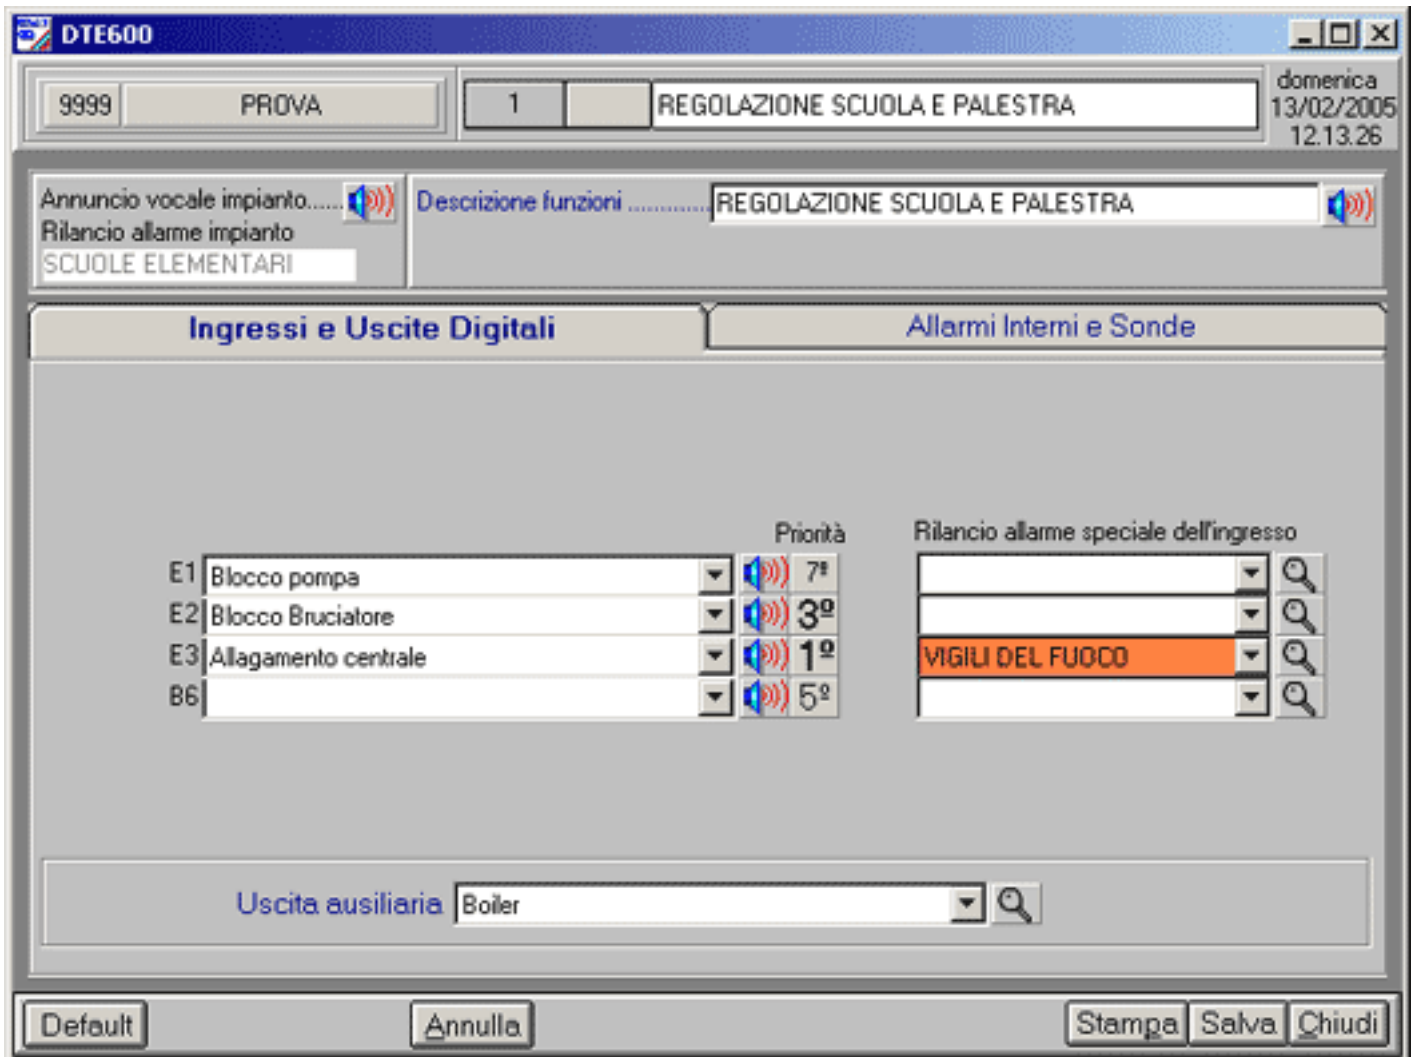 DTE600
9999 PROVA 1 REGOLAZIONE SCUOLA E PALESTRA
domenica
13/02/2005
12.13.26
Annuncio vocale impianto......
Rilancio allarme impianto
SCUOLE ELEMENTARI
Descrizione funzioni ............. REGOLAZIONE SCUOLA E PALESTRA
Ingressi e Uscite Digitali
Allarmi Interni e Sonde
Priorità Rilancio allarme speciale dell'ingresso
E1 Blocco pompa 7ª
E2 Blocco Bruciatore 3º
E3 Allagamento centrale 1º VIGILI DEL FUOCO
B6 5º
Uscita ausiliaria Boiler
Default Annulla Stampa Salva Chiudi